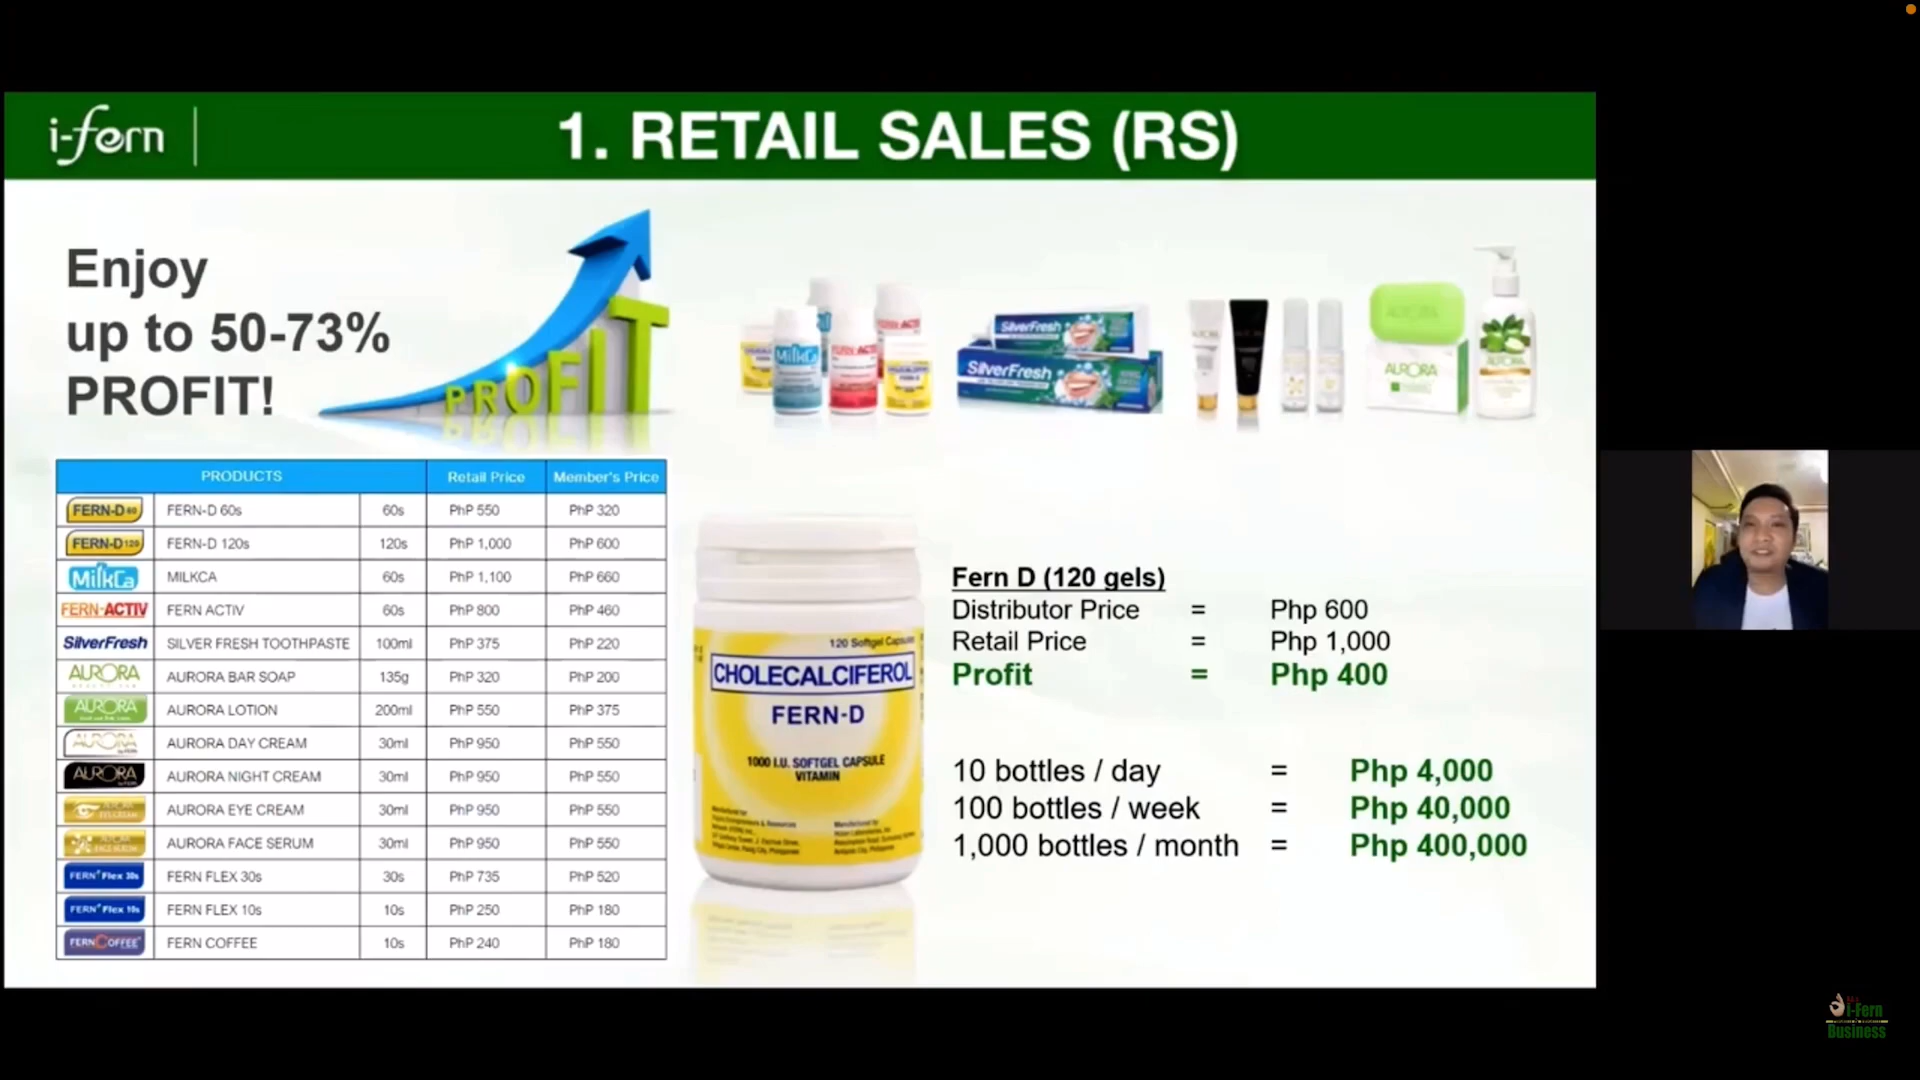 i-fern
1. RETAIL SALES (RS)
Enjoy
up to 50-73%
PROFIT!
PROFIT
MilkCa
FERN-ACTIV
SilverFresh
SilverFresh
AURORA
AURORA
PRODUCTS Retail Price Member's Price
FERN-D 60 FERN-D 60s 60s PhP 550 PhP 320
FERN-D 120 FERN-D 120s 120s PhP 1,000 PhP 600
MilkCa MILKCA 60s PhP 1,100 PhP 660
FERN-ACTIV FERN ACTIV 60s PhP 800 PhP 460
SilverFresh SILVER FRESH TOOTHPASTE 100ml PhP 375 PhP 220
AURORA AURORA BAR SOAP 135g PhP 320 PhP 200
AURORA AURORA LOTION 200ml PhP 550 PhP 375
AURORA AURORA DAY CREAM 30ml PhP 950 PhP 550
AURORA AURORA NIGHT CREAM 30ml PhP 950 PhP 550
AURORA EYE CREAM 30ml PhP 950 PhP 550
AURORA FACE SERUM 30ml PhP 950 PhP 550
FERN Flex 30s FERN FLEX 30s 30s PhP 735 PhP 520
FERN Flex 10s FERN FLEX 10s 10s PhP 250 PhP 180
FERNCOFFEE FERN COFFEE 10s PhP 240 PhP 180
120 Softgel Capsule
CHOLECALCIFEROL
FERN-D
1000 I.U. SOFTGEL CAPSULE
VITAMIN
Fern D (120 gels)
Distributor Price = Php 600
Retail Price = Php 1,000
Profit = Php 400
10 bottles / day = Php 4,000
100 bottles / week = Php 40,000
1,000 bottles / month = Php 400,000
I-Fern
Business